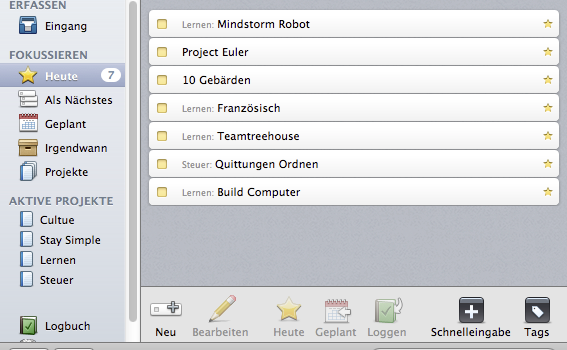 ERFASSEN
Eingang
FOKUSSIEREN
Heute 7
Als Nächstes
Geplant
Irgendwann
Projekte
AKTIVE PROJEKTE
Cultue
Stay Simple
Lernen
Steuer
Logbuch
Lernen: Mindstorm Robot
Project Euler
10 Gebärden
Lernen: Französisch
Lernen: Teamtreehouse
Steuer: Quittungen Ordnen
Lernen: Build Computer
Neu Bearbeiten Heute Geplant Loggen Schnelleingabe Tags